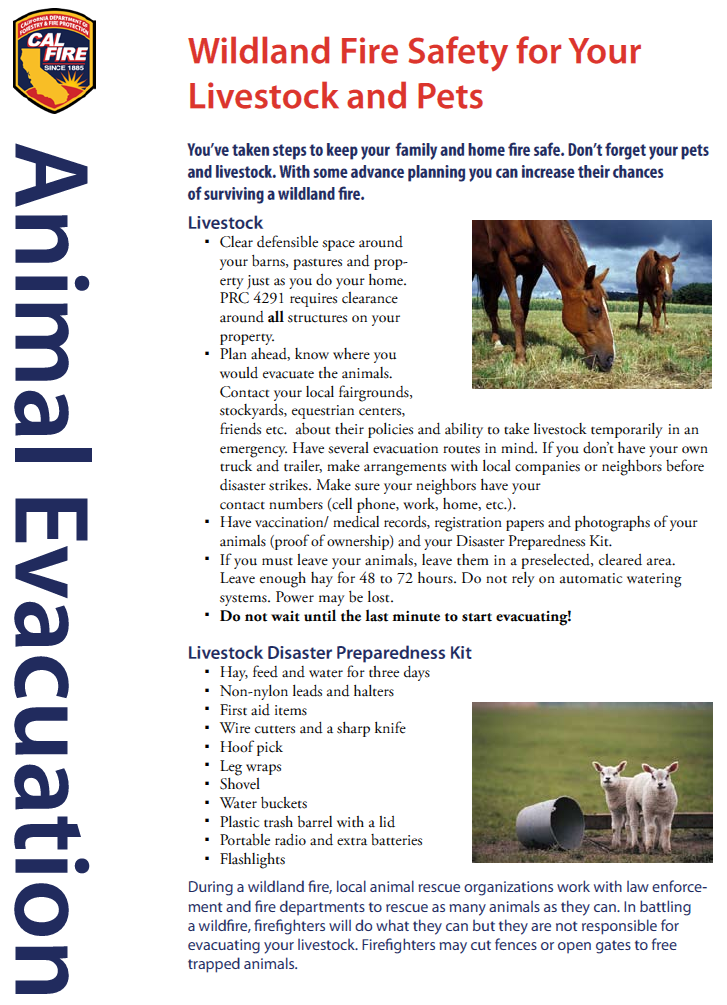 CALIFORNIA DEPARTMENT OF
FORESTRY & FIRE PROTECTION
CAL
FIRE
SINCE 1885
Animal Evacuation
Wildland Fire Safety for Your
Livestock and Pets
You've taken steps to keep your family and home fire safe. Don't forget your pets
and livestock. With some advance planning you can increase their chances
of surviving a wildland fire.
Livestock
▪ Clear defensible space around
your barns, pastures and prop-
erty just as you do your home.
PRC 4291 requires clearance
around all structures on your
property.
▪ Plan ahead, know where you
would evacuate the animals.
Contact your local fairgrounds,
stockyards, equestrian centers,
friends etc. about their policies and ability to take livestock temporarily in an
emergency. Have several evacuation routes in mind. If you don't have your own
truck and trailer, make arrangements with local companies or neighbors before
disaster strikes. Make sure your neighbors have your
contact numbers (cell phone, work, home, etc.).
▪ Have vaccination/ medical records, registration papers and photographs of your
animals (proof of ownership) and your Disaster Preparedness Kit.
▪ If you must leave your animals, leave them in a preselected, cleared area.
Leave enough hay for 48 to 72 hours. Do not rely on automatic watering
systems. Power may be lost.
▪ Do not wait until the last minute to start evacuating!
Livestock Disaster Preparedness Kit
▪ Hay, feed and water for three days
▪ Non-nylon leads and halters
▪ First aid items
▪ Wire cutters and a sharp knife
▪ Hoof pick
▪ Leg wraps
▪ Shovel
▪ Water buckets
▪ Plastic trash barrel with a lid
▪ Portable radio and extra batteries
▪ Flashlights
During a wildland fire, local animal rescue organizations work with law enforce-
ment and fire departments to rescue as many animals as they can. In battling
a wildfire, firefighters will do what they can but they are not responsible for
evacuating your livestock. Firefighters may cut fences or open gates to free
trapped animals.